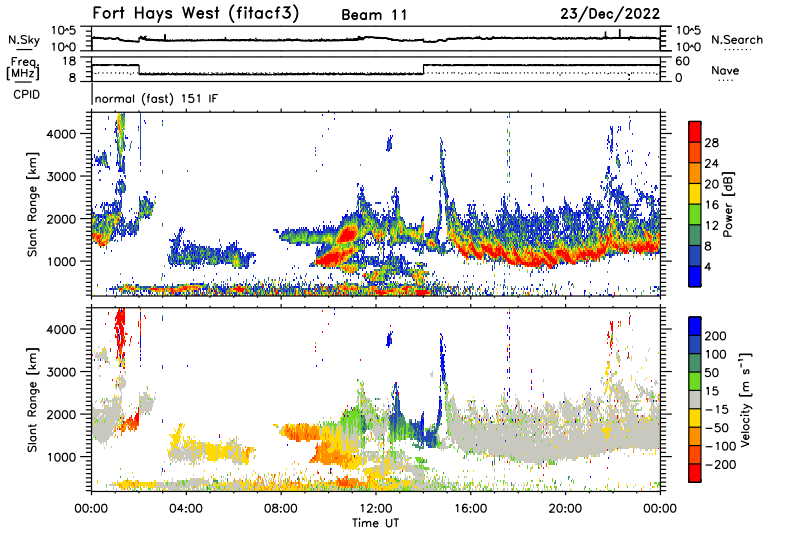 Fort Hays West (fitacf3) Beam 11 23/Dec/2022
N.Sky 10^5 10^0 10^5 10^0 N.Search
Freq. [MHz] 18 8 60 0 Nave
CPID normal (fast) 151 IF
Slant Range [km] 4000 3000 2000 1000
Power [dB] 28 24 20 16 12 8 4
Slant Range [km] 4000 3000 2000 1000
Velocity [m s⁻¹] 200 100 50 15 −15 −50 −100 −200
00:00 04:00 08:00 12:00 16:00 20:00 00:00
Time UT